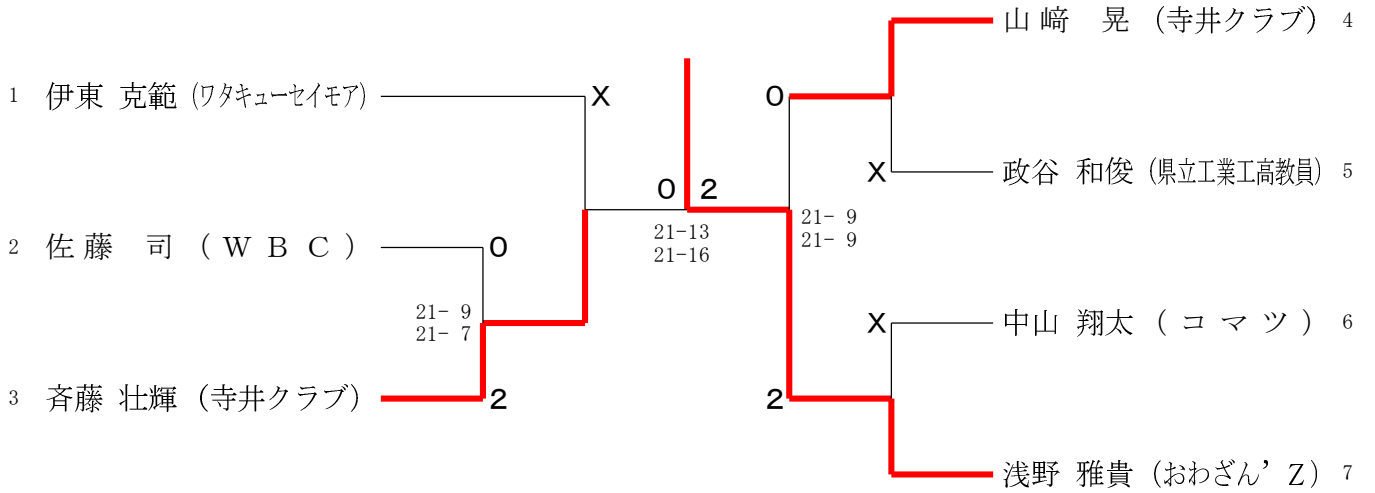 1 伊東 克範 (ワタキューセイモア) X
2 佐藤 司 (ＷＢＣ) 0
21- 9
21- 7
3 斉藤 壮輝 (寺井クラブ) 2
0 2
21-13
21-16
0 山﨑 晃 (寺井クラブ) 4
X 政谷 和俊 (県立工業工高教員) 5
21- 9
21- 9
X 中山 翔太 (コマツ) 6
2
浅野 雅貴 (おわざん’Ｚ) 7